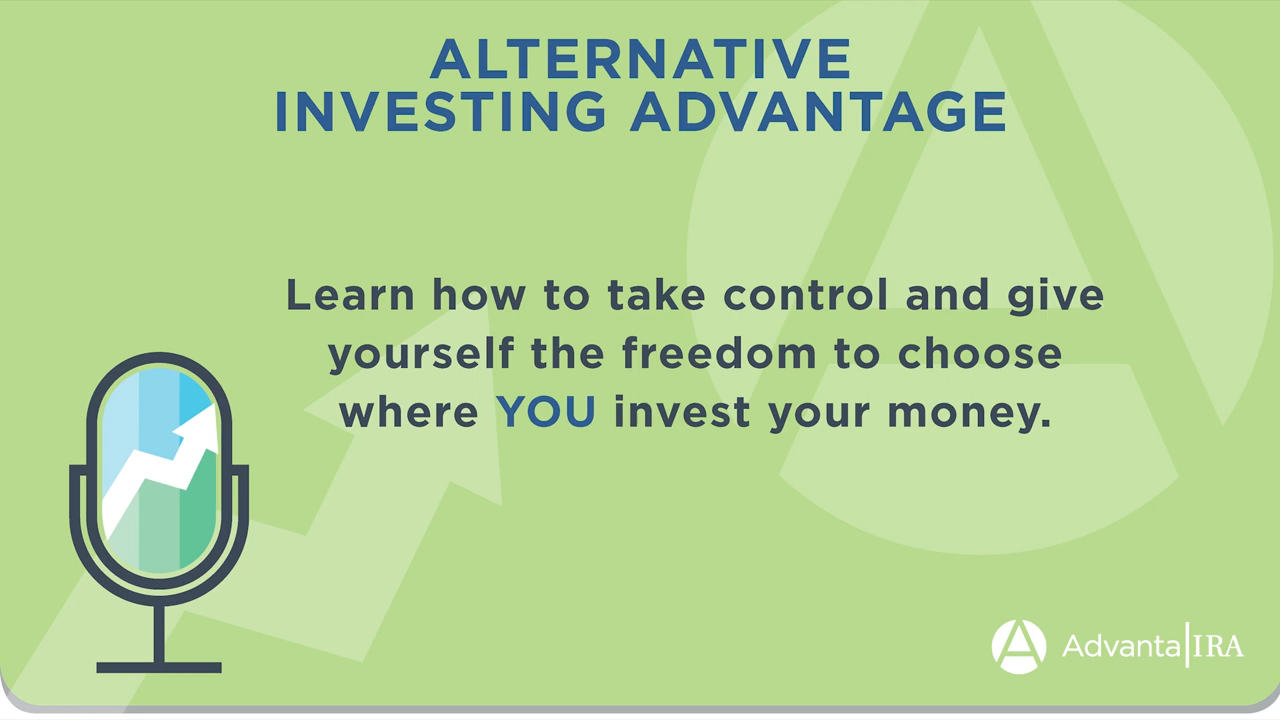 ALTERNATIVE
INVESTING ADVANTAGE
Learn how to take control and give
yourself the freedom to choose
where YOU invest your money.
Advanta|IRA